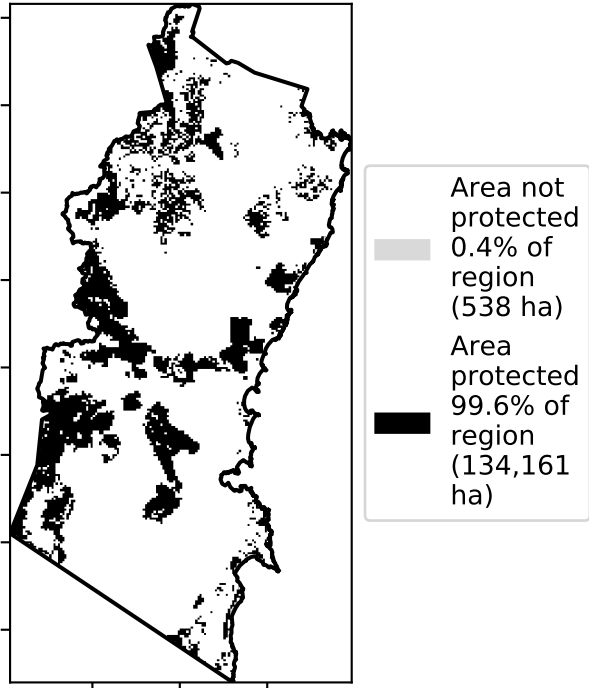 Area not
protected
0.4% of
region
(538 ha)
Area
protected
99.6% of
region
(134,161
ha)